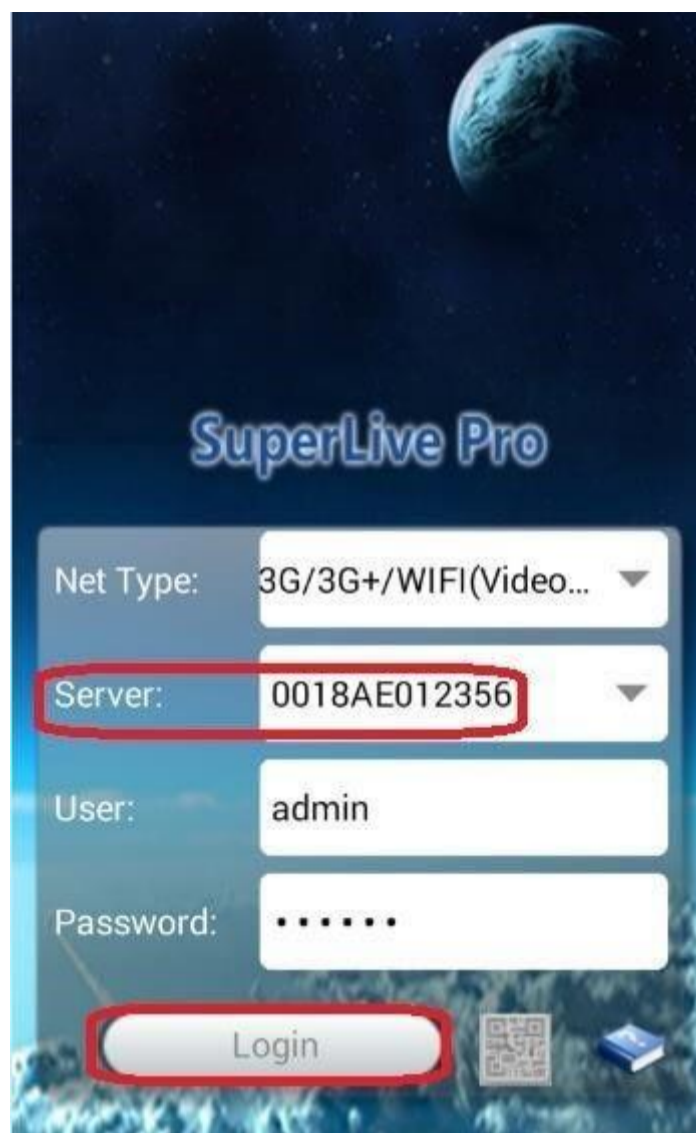 SuperLive Pro
Net Type: 3G/3G+/WIFI(Video...
Server: 0018AE012356
User: admin
Password: ••••••
Login